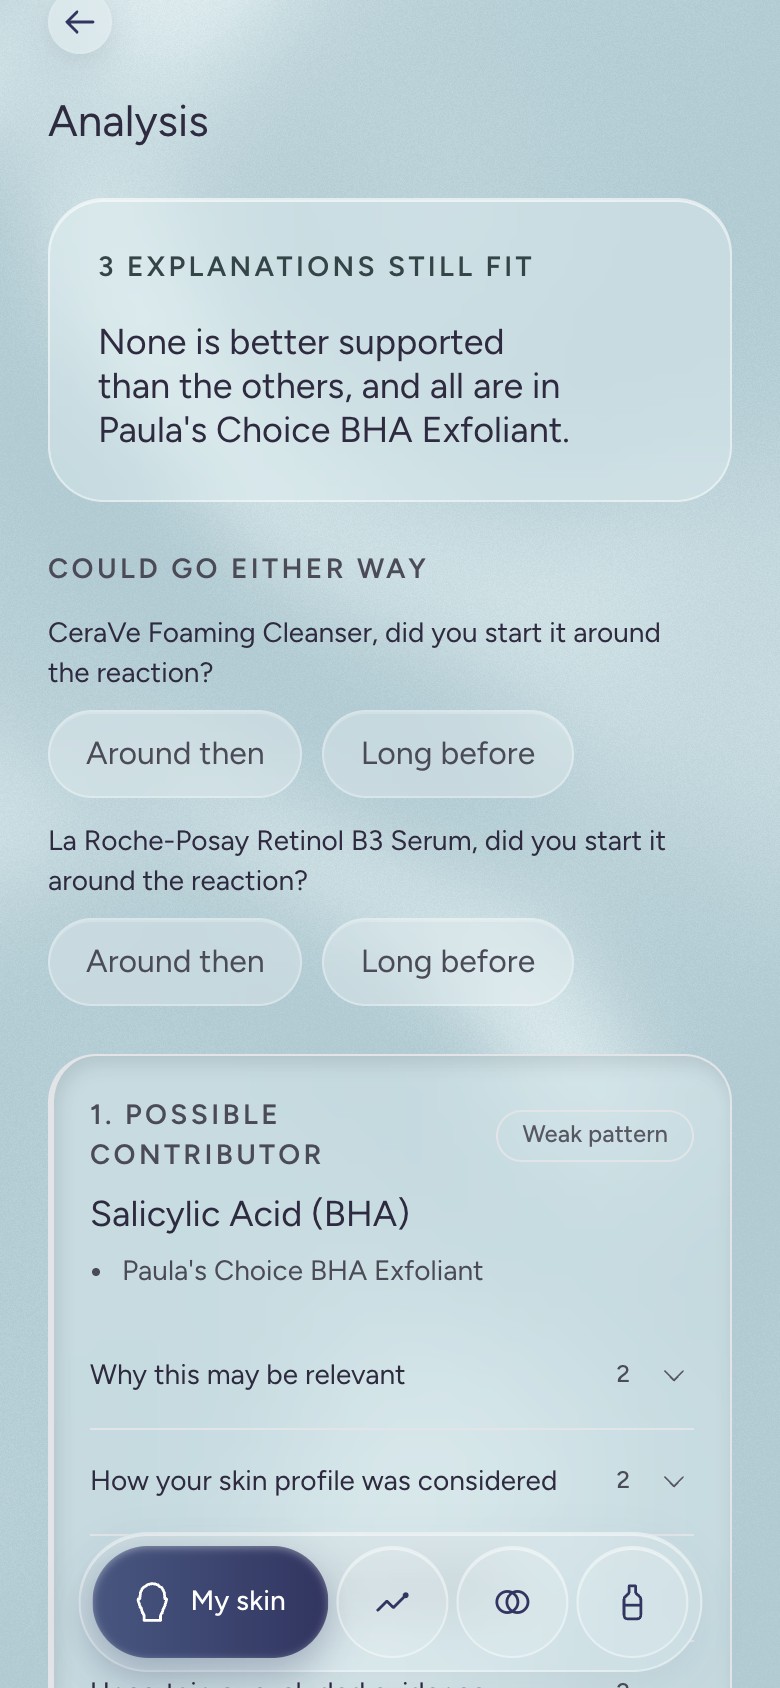 Analysis
3 EXPLANATIONS STILL FIT
None is better supported
than the others, and all are in
Paula's Choice BHA Exfoliant.
COULD GO EITHER WAY
CeraVe Foaming Cleanser, did you start it around
the reaction?
Around then
Long before
La Roche-Posay Retinol B3 Serum, did you start it
around the reaction?
Around then
Long before
1. POSSIBLE
CONTRIBUTOR
Weak pattern
Salicylic Acid (BHA)
• Paula's Choice BHA Exfoliant
Why this may be relevant 2
How your skin profile was considered 2
My skin